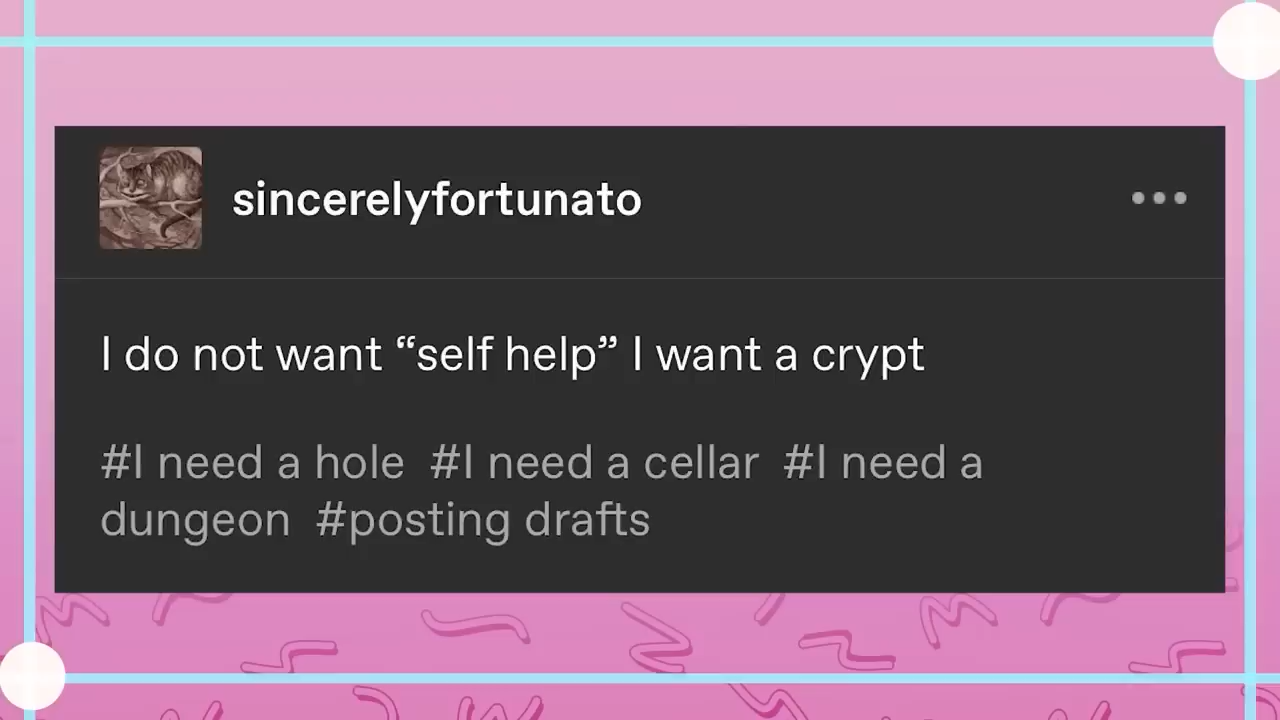 sincerelyfortunato
I do not want “self help” I want a crypt
#I need a hole #I need a cellar #I need a
dungeon #posting drafts